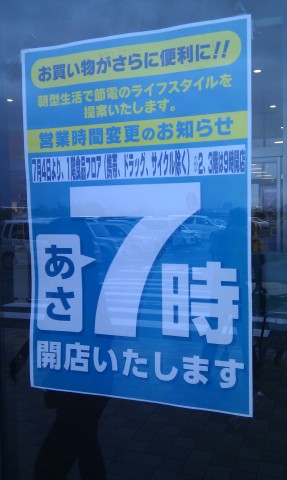 お買い物がさらに便利に!!
朝型生活で節電のライフスタイルを
提案いたします。
営業時間変更のお知らせ
7月4日より、1階食品フロア(携帯、ドラッグ、サイクル除く) ※2、3階は9時開店
あさ
7時
開店いたします